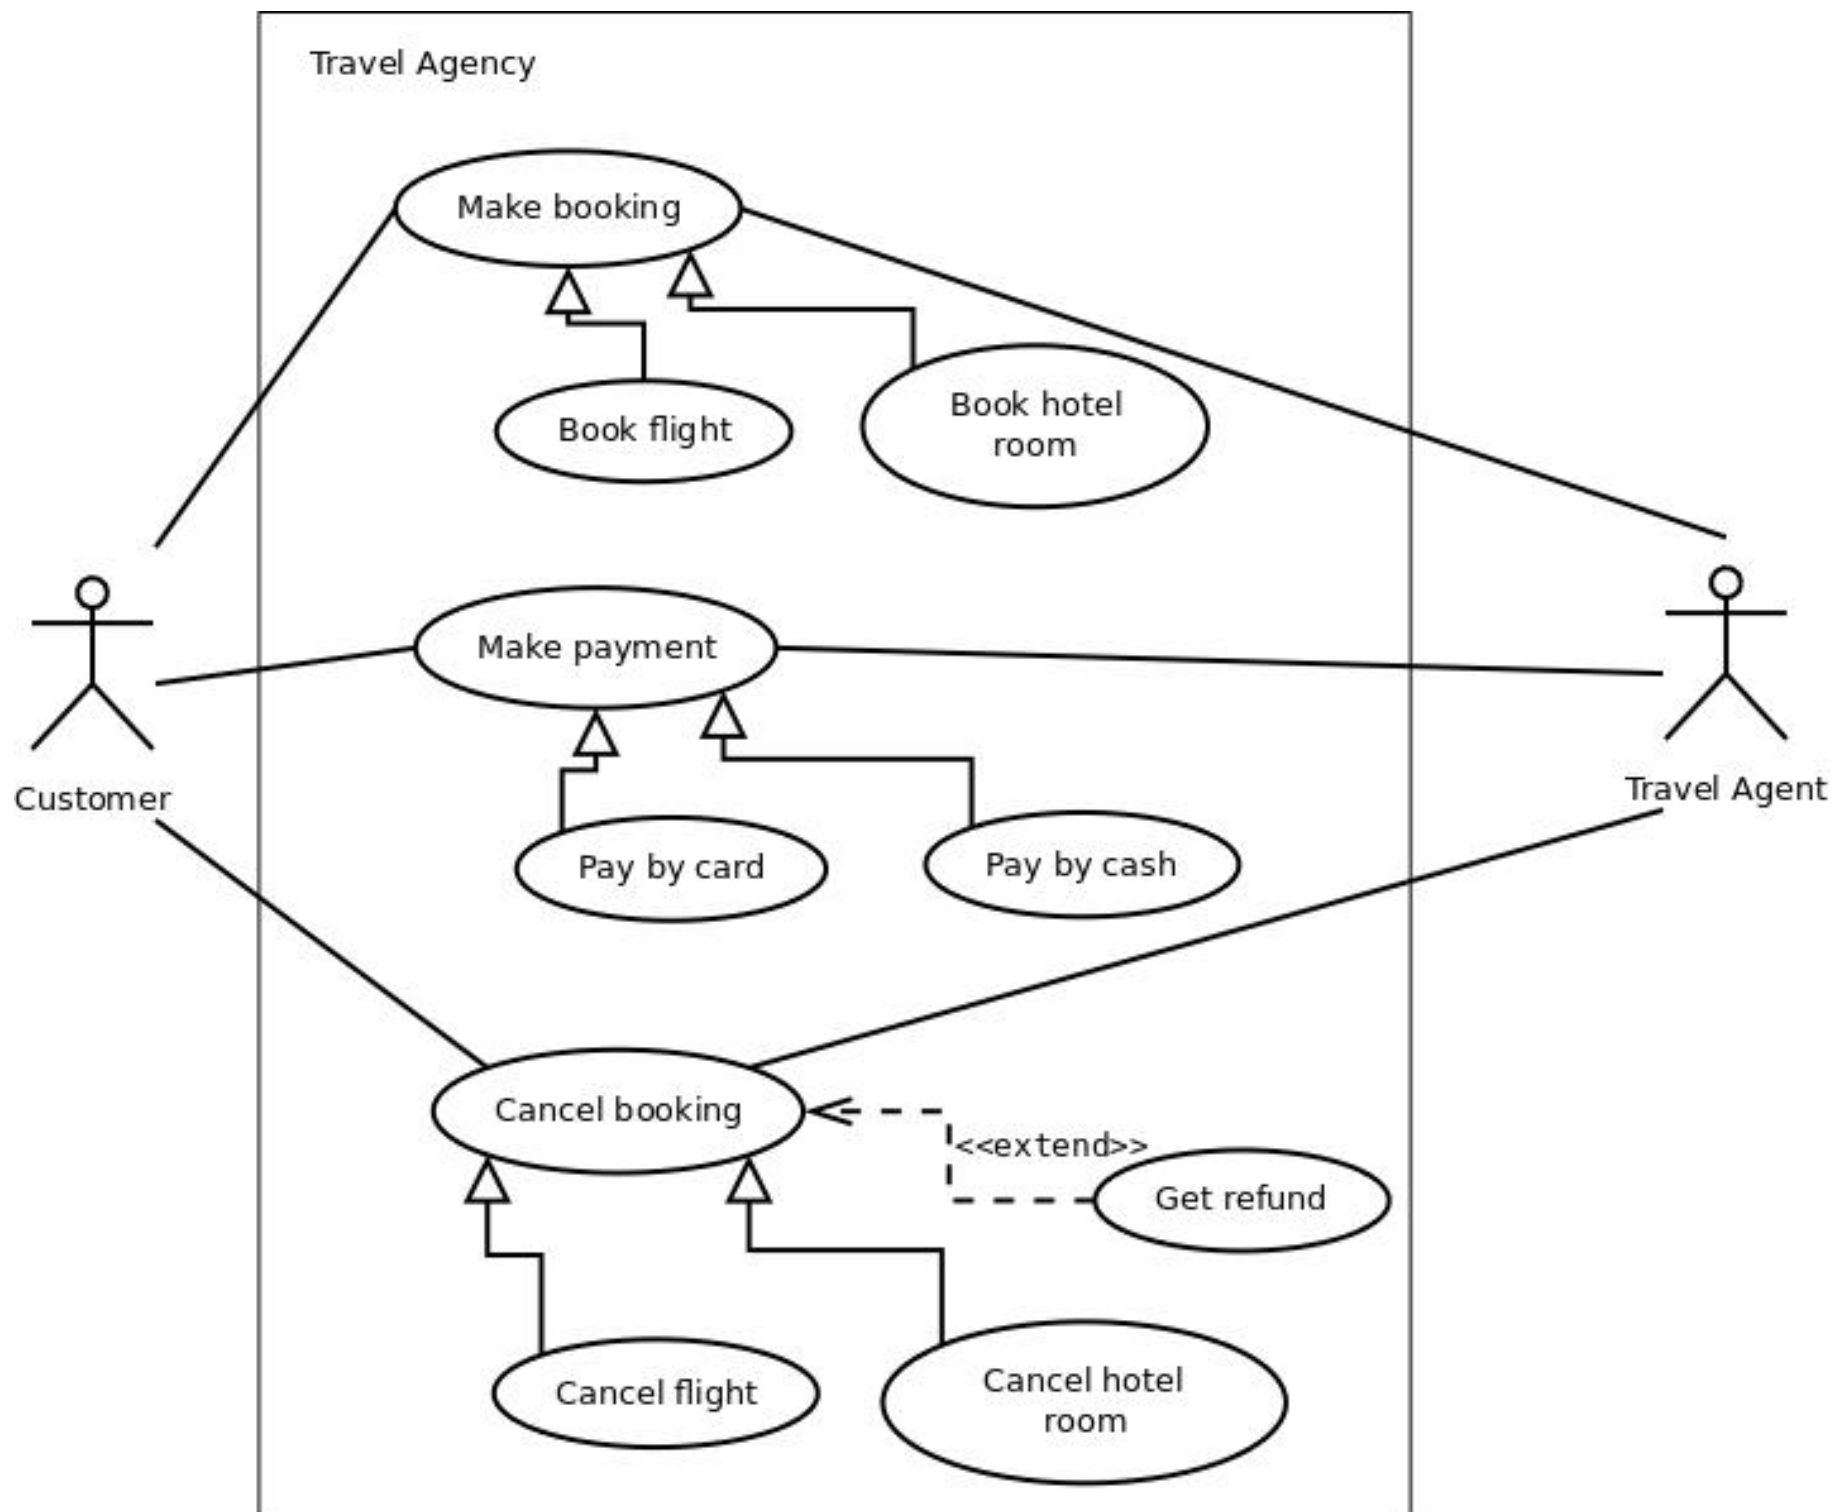 Travel Agency
Make booking
Book flight
Book hotel
room
Make payment
Customer
Travel Agent
Pay by card
Pay by cash
Cancel booking
<<extend>>
Get refund
Cancel flight
Cancel hotel
room